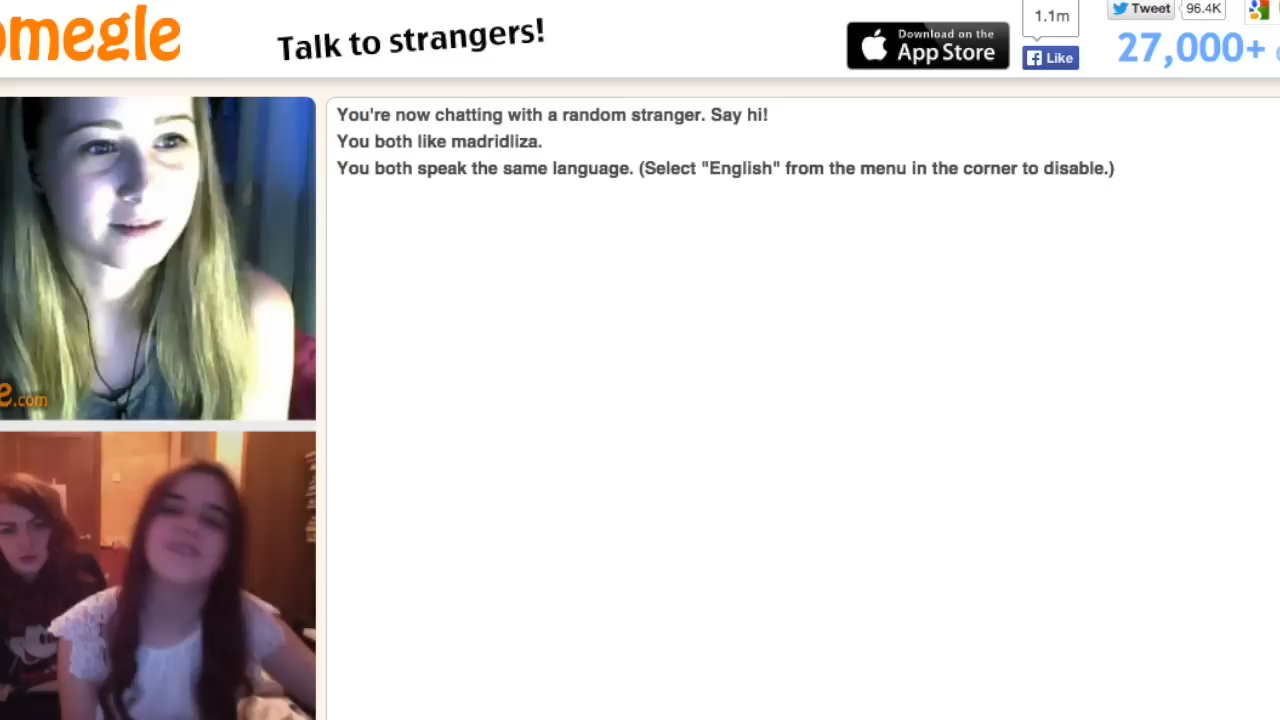 omegle
Talk to strangers!
Download on the
App Store
1.1m
Like
Tweet
96.4K
27,000+
You're now chatting with a random stranger. Say hi!
You both like madridliza.
You both speak the same language. (Select "English" from the menu in the corner to disable.)
e.com